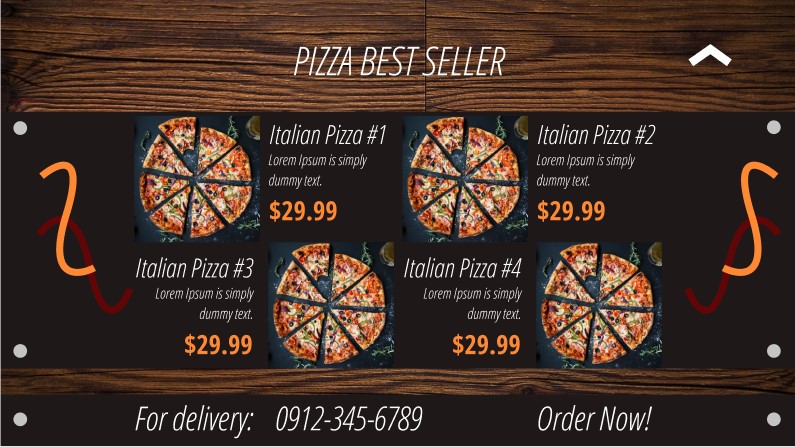 PIZZA BEST SELLER
Italian Pizza #1
Lorem Ipsum is simply
dummy text.
$29.99
Italian Pizza #2
Lorem Ipsum is simply
dummy text.
$29.99
Italian Pizza #3
Lorem Ipsum is simply
dummy text.
$29.99
Italian Pizza #4
Lorem Ipsum is simply
dummy text.
$29.99
For delivery: 0912-345-6789
Order Now!